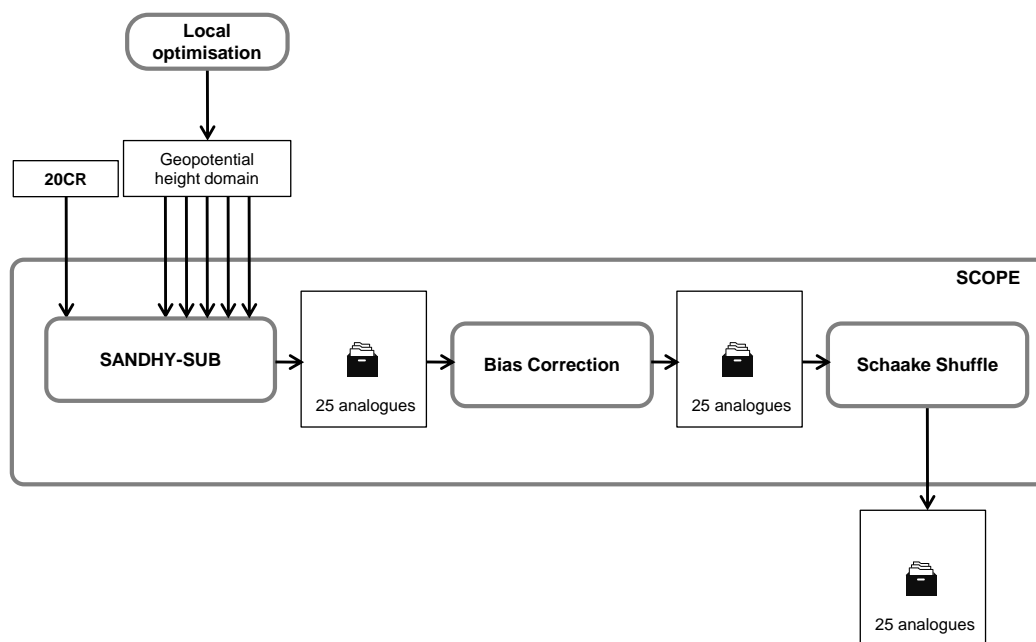 Local
optimisation
20CR
Geopotential
height domain
SCOPE
SANDHY-SUB
25 analogues
Bias Correction
25 analogues
Schaake Shuffle
25 analogues